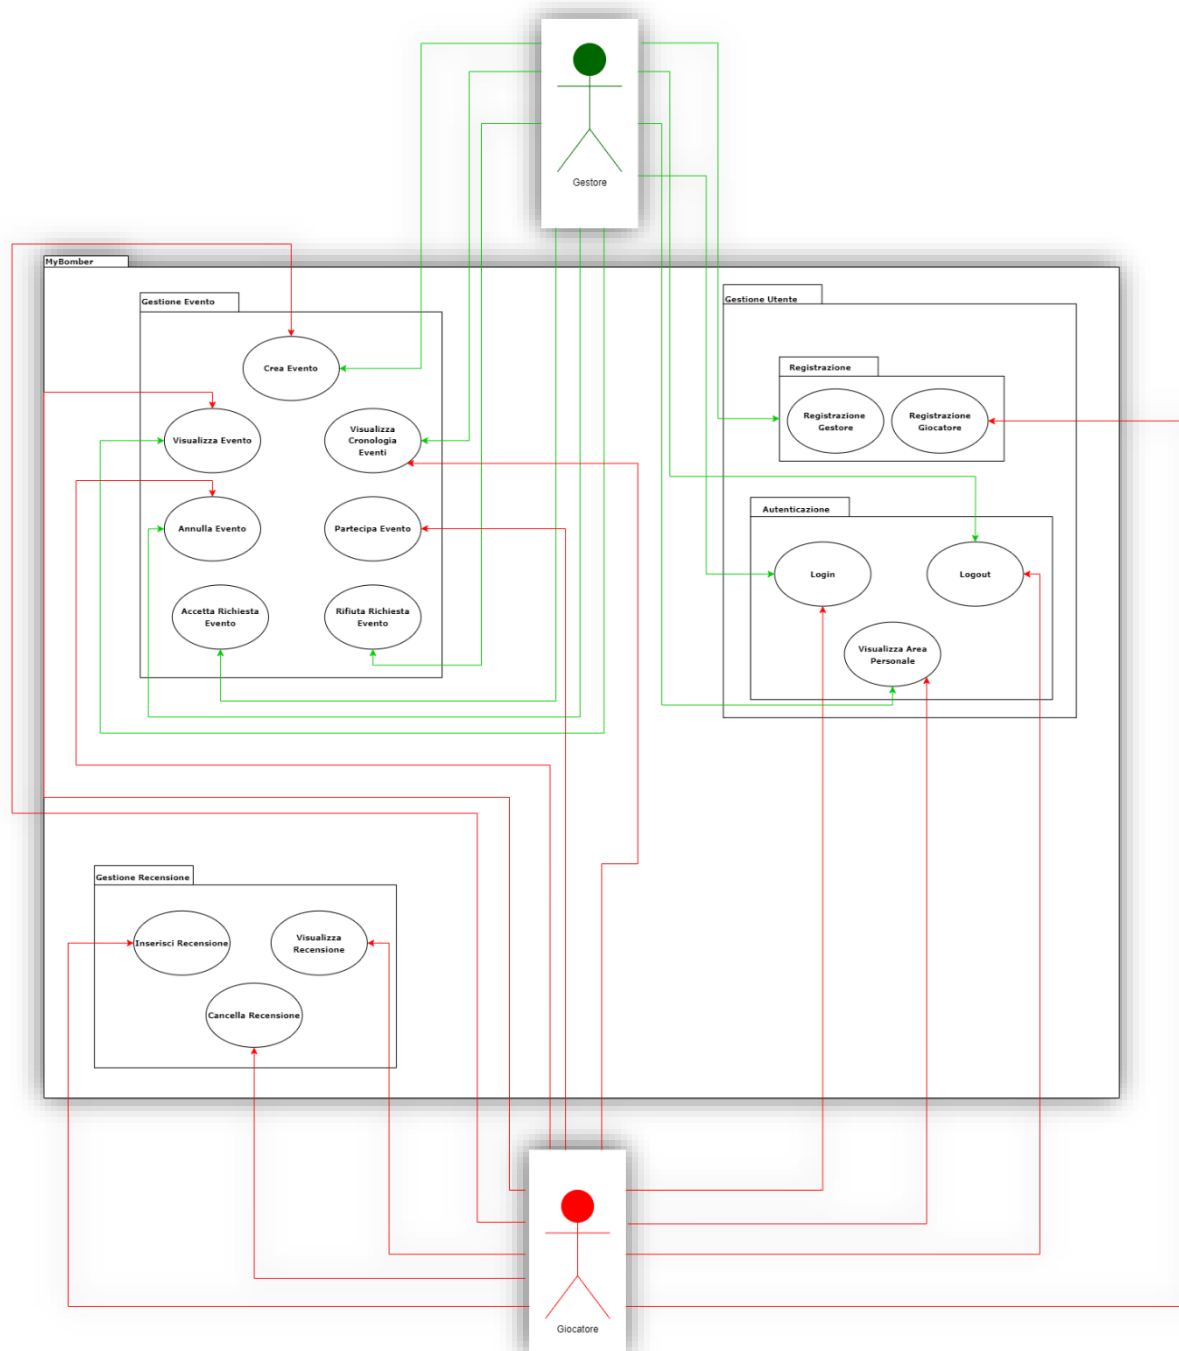 Gestore
MyBomber
Gestione Evento
Crea Evento
Visualizza Evento
Visualizza
Cronologia
Eventi
Annulla Evento
Partecipa Evento
Accetta Richiesta
Evento
Rifiuta Richiesta
Evento
Gestione Utente
Registrazione
Registrazione
Gestore
Registrazione
Giocatore
Autenticazione
Login
Logout
Visualizza Area
Personale
Gestione Recensione
Inserisci Recensione
Visualizza
Recensione
Cancella Recensione
Giocatore